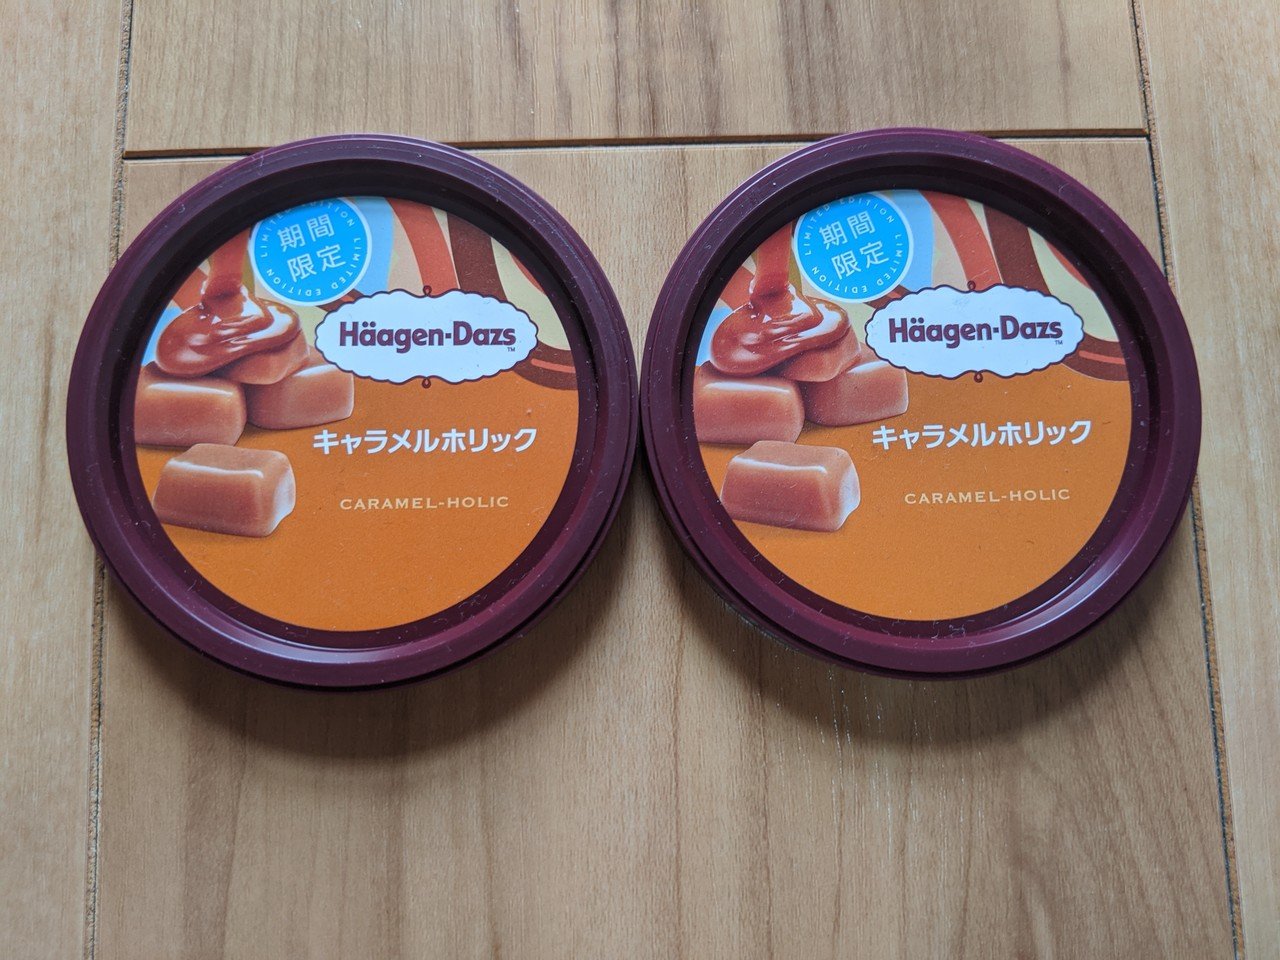 期間
限定
LIMITED EDITION LIMITED EDITION
Häagen-Dazs™
キャラメルホリック
CARAMEL-HOLIC
期間
限定
LIMITED EDITION LIMITED EDITION
Häagen-Dazs™
キャラメルホリック
CARAMEL-HOLIC